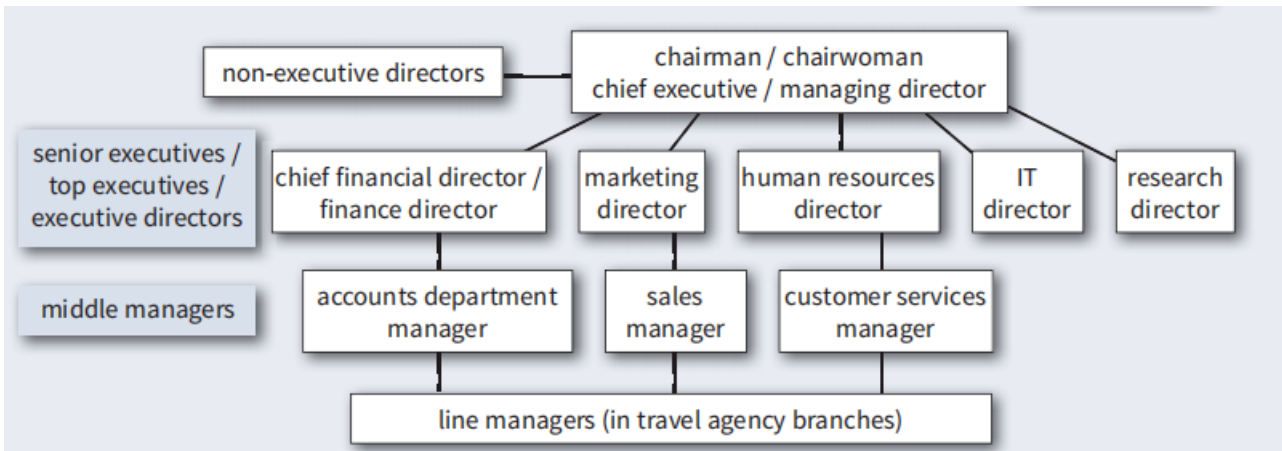 non-executive directors
chairman / chairwoman
chief executive / managing director
senior executives /
top executives /
executive directors
chief financial director /
finance director
marketing
director
human resources
director
IT
director
research
director
middle managers
accounts department
manager
sales
manager
customer services
manager
line managers (in travel agency branches)